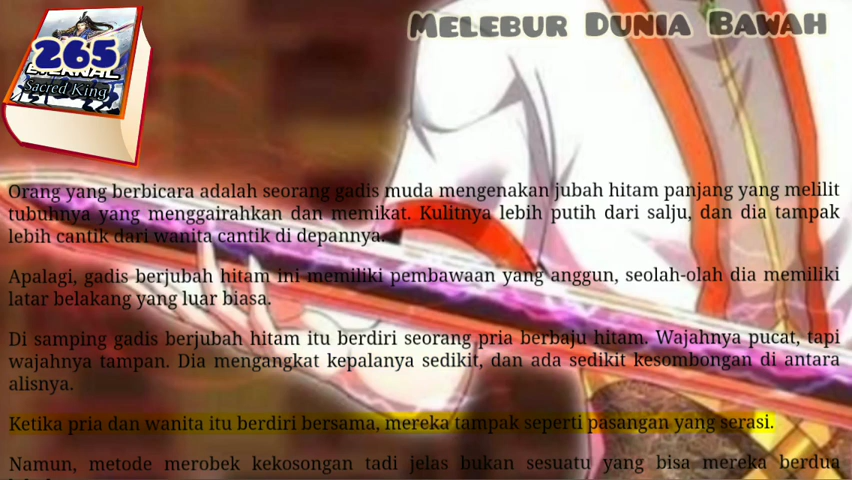 MELEBUR DUNIA BAWAH
265
ETERNAL
Sacred King
Orang yang berbicara adalah seorang gadis muda mengenakan jubah hitam panjang yang melilit
tubuhnya yang menggairahkan dan memikat. Kulitnya lebih putih dari salju, dan dia tampak
lebih cantik dari wanita cantik di depannya.
Apalagi, gadis berjubah hitam ini memiliki pembawaan yang anggun, seolah-olah dia memiliki
latar belakang yang luar biasa.
Di samping gadis berjubah hitam itu berdiri seorang pria berbaju hitam. Wajahnya pucat, tapi
wajahnya tampan. Dia mengangkat kepalanya sedikit, dan ada sedikit kesombongan di antara
alisnya.
Ketika pria dan wanita itu berdiri bersama, mereka tampak seperti pasangan yang serasi.
Namun, metode merobek kekosongan tadi jelas bukan sesuatu yang bisa mereka berdua